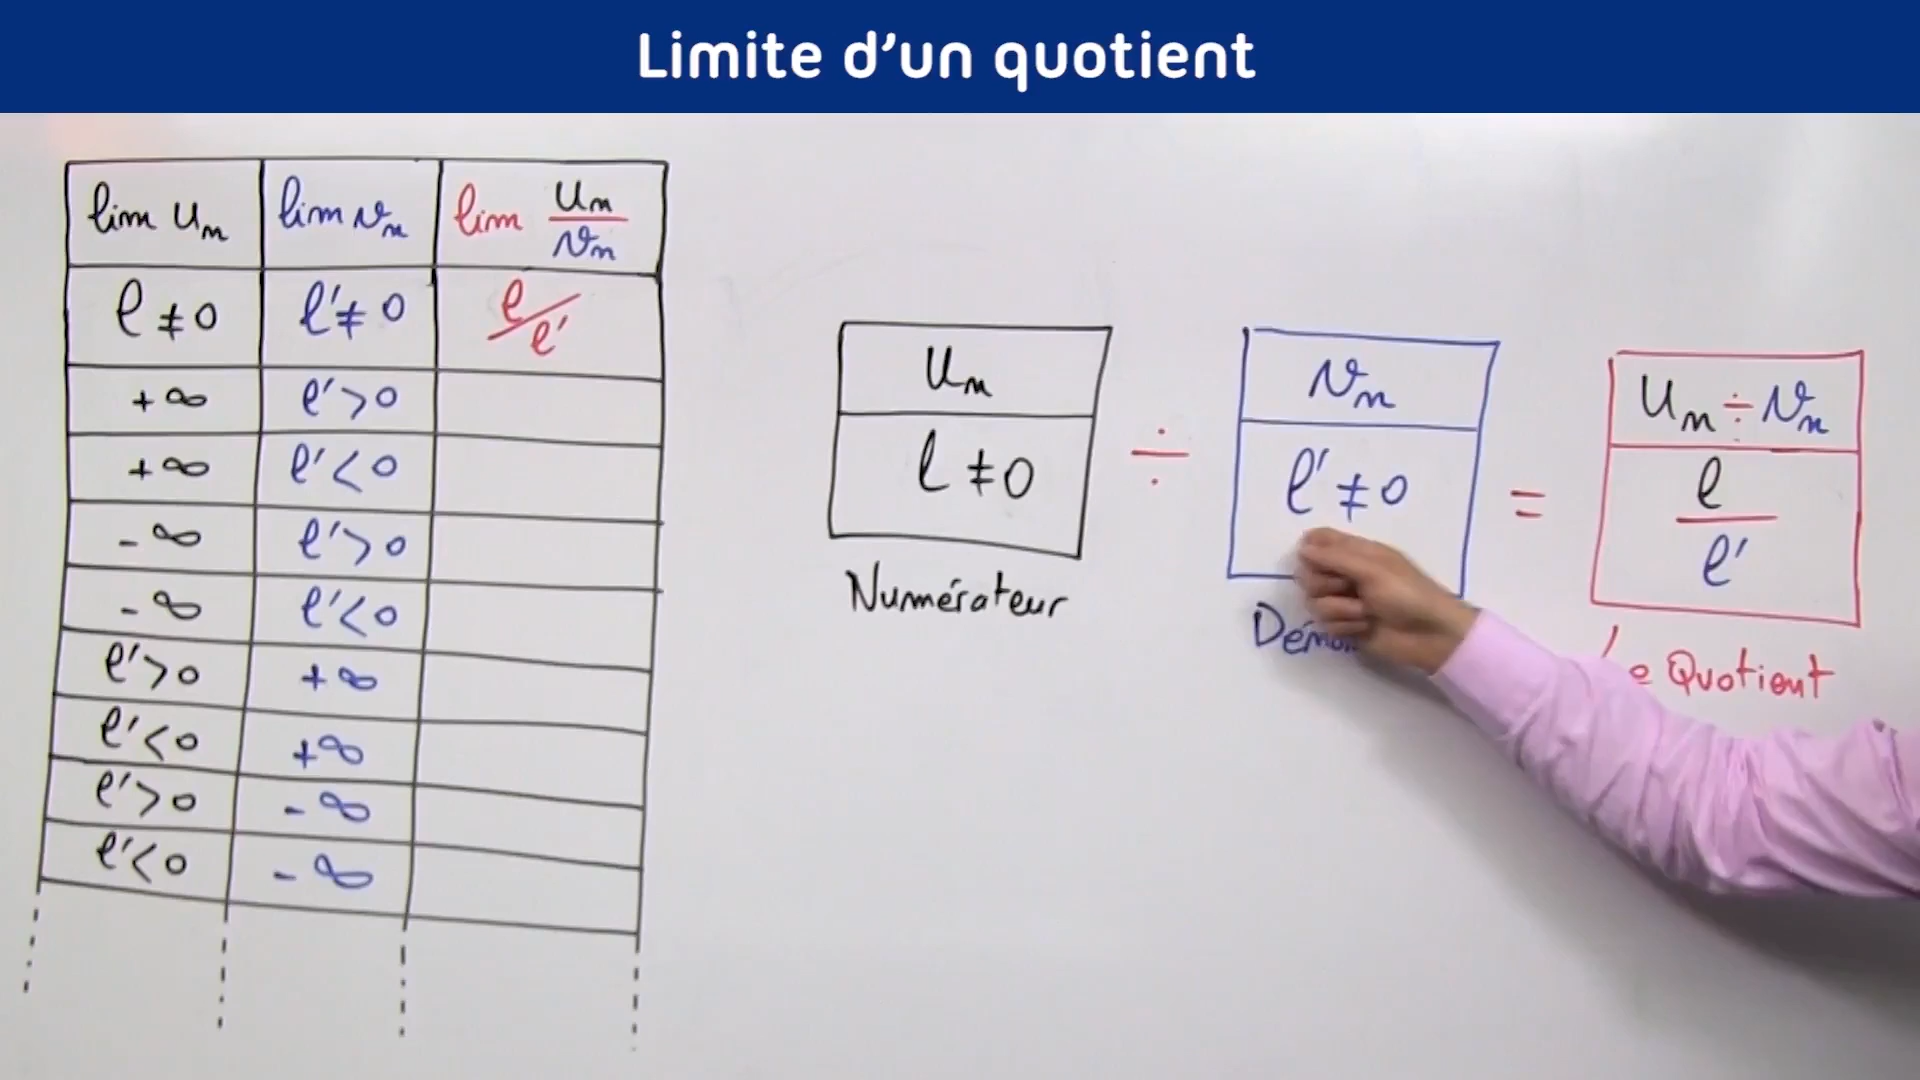 Limite d'un quotient
lim Un | lim Vn | lim Un/Vn
l ≠ 0 | l' ≠ 0 | l/l'
+∞ | l' > 0
+∞ | l' < 0
-∞ | l' > 0
-∞ | l' < 0
l' > 0 | +∞
l' < 0 | +∞
l' > 0 | -∞
l' < 0 | -∞
Un ÷ Vn = Un ÷ Vn
l ≠ 0 l' ≠ 0 l/l'
Numérateur
Quotient